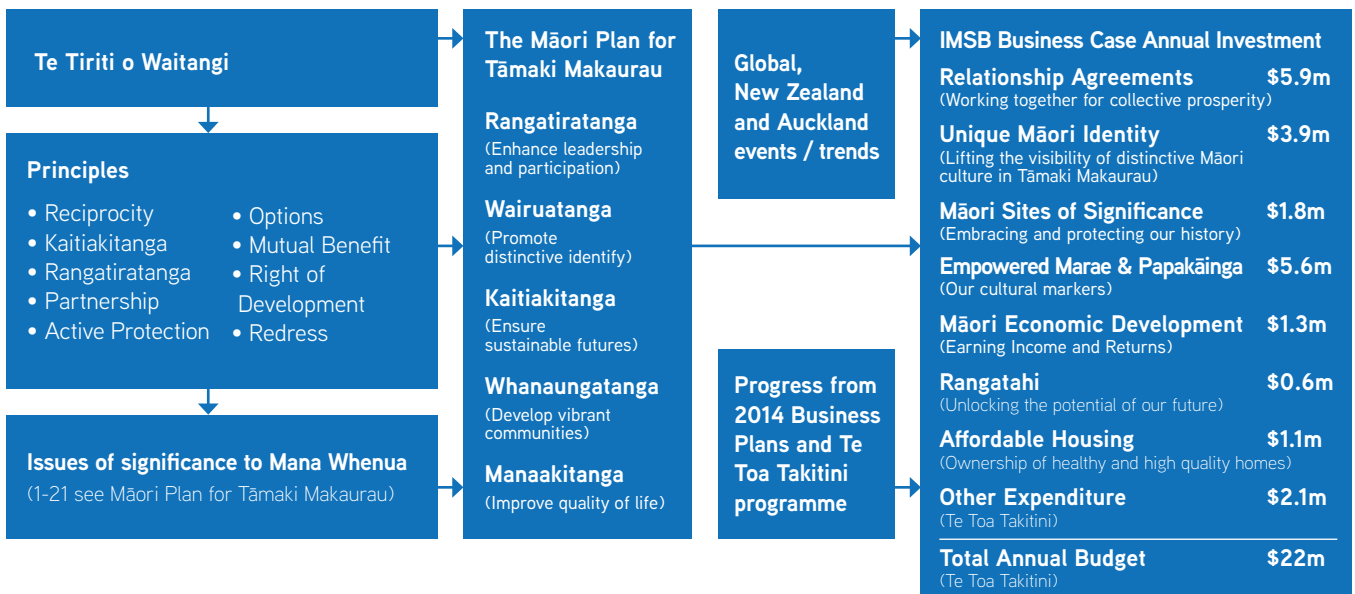 Te Tiriti o Waitangi
Principles
• Reciprocity
• Kaitiakitanga
• Rangatiratanga
• Partnership
• Active Protection
• Options
• Mutual Benefit
• Right of
Development
• Redress
Issues of significance to Mana Whenua
(1-21 see Māori Plan for Tāmaki Makaurau)
The Māori Plan for
Tāmaki Makaurau
Rangatiratanga
(Enhance leadership
and participation)
Wairuatanga
(Promote
distinctive identify)
Kaitiakitanga
(Ensure
sustainable futures)
Whanaungatanga
(Develop vibrant
communities)
Manaakitanga
(Improve quality of life)
Global,
New Zealand
and Auckland
events / trends
Progress from
2014 Business
Plans and Te
Toa Takitini
programme
IMSB Business Case Annual Investment
Relationship Agreements $5.9m
(Working together for collective prosperity)
Unique Māori Identity $3.9m
(Lifting the visibility of distinctive Māori
culture in Tāmaki Makaurau)
Māori Sites of Significance $1.8m
(Embracing and protecting our history)
Empowered Marae & Papakāinga $5.6m
(Our cultural markers)
Māori Economic Development $1.3m
(Earning Income and Returns)
Rangatahi $0.6m
(Unlocking the potential of our future)
Affordable Housing $1.1m
(Ownership of healthy and high quality homes)
Other Expenditure $2.1m
(Te Toa Takitini)
Total Annual Budget $22m
(Te Toa Takitini)